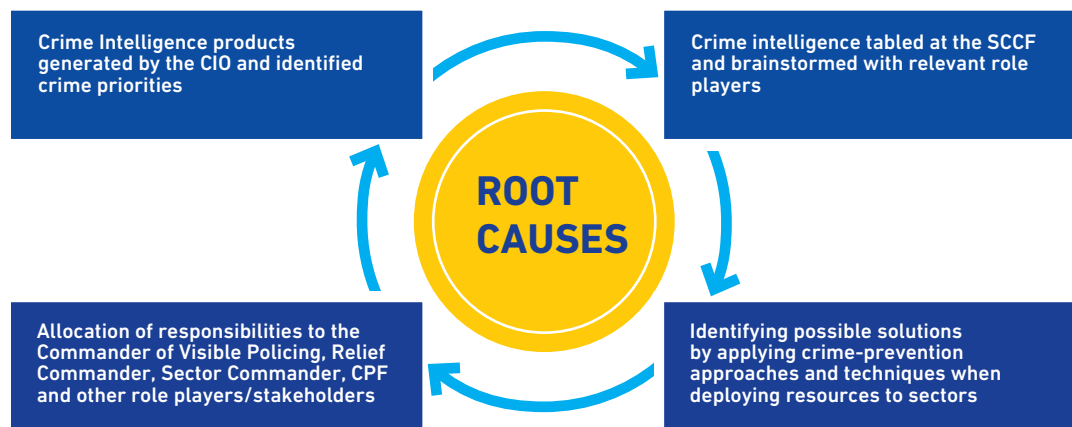 Crime Intelligence products
generated by the CIO and identified
crime priorities
Crime intelligence tabled at the SCCF
and brainstormed with relevant role
players
ROOT
CAUSES
Allocation of responsibilities to the
Commander of Visible Policing, Relief
Commander, Sector Commander, CPF
and other role players/stakeholders
Identifying possible solutions
by applying crime-prevention
approaches and techniques when
deploying resources to sectors